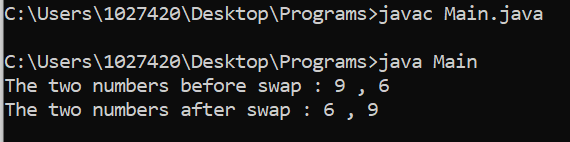 C:\Users\1027420\Desktop\Programs>javac Main.java
C:\Users\1027420\Desktop\Programs>java Main
The two numbers before swap : 9 , 6
The two numbers after swap : 6 , 9